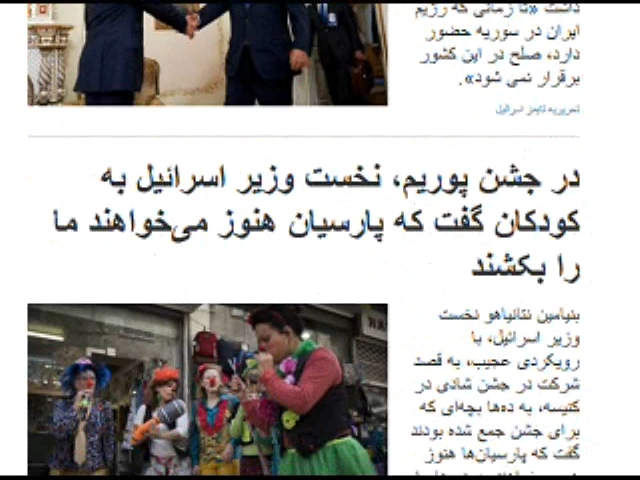 داشت «تا زمانی که رژیم
ایران در سوریه حضور
دارد، صلح در این کشور
برقرار نمی شود».
تحریریه تایمز اسرائیل
در جشن پوریم، نخست وزیر اسرائیل به
کودکان گفت که پارسیان هنوز می‌خواهند ما
را بکشند
بنیامین نتانیاهو نخست
وزیر اسرائیل، با
رویکردی عجیب، به قصد
شرکت در جشن شادی در
کنیسه، به ده‌ها بچه‌ای که
برای جشن جمع شده بودند
گفت که پارسیان‌ها هنوز